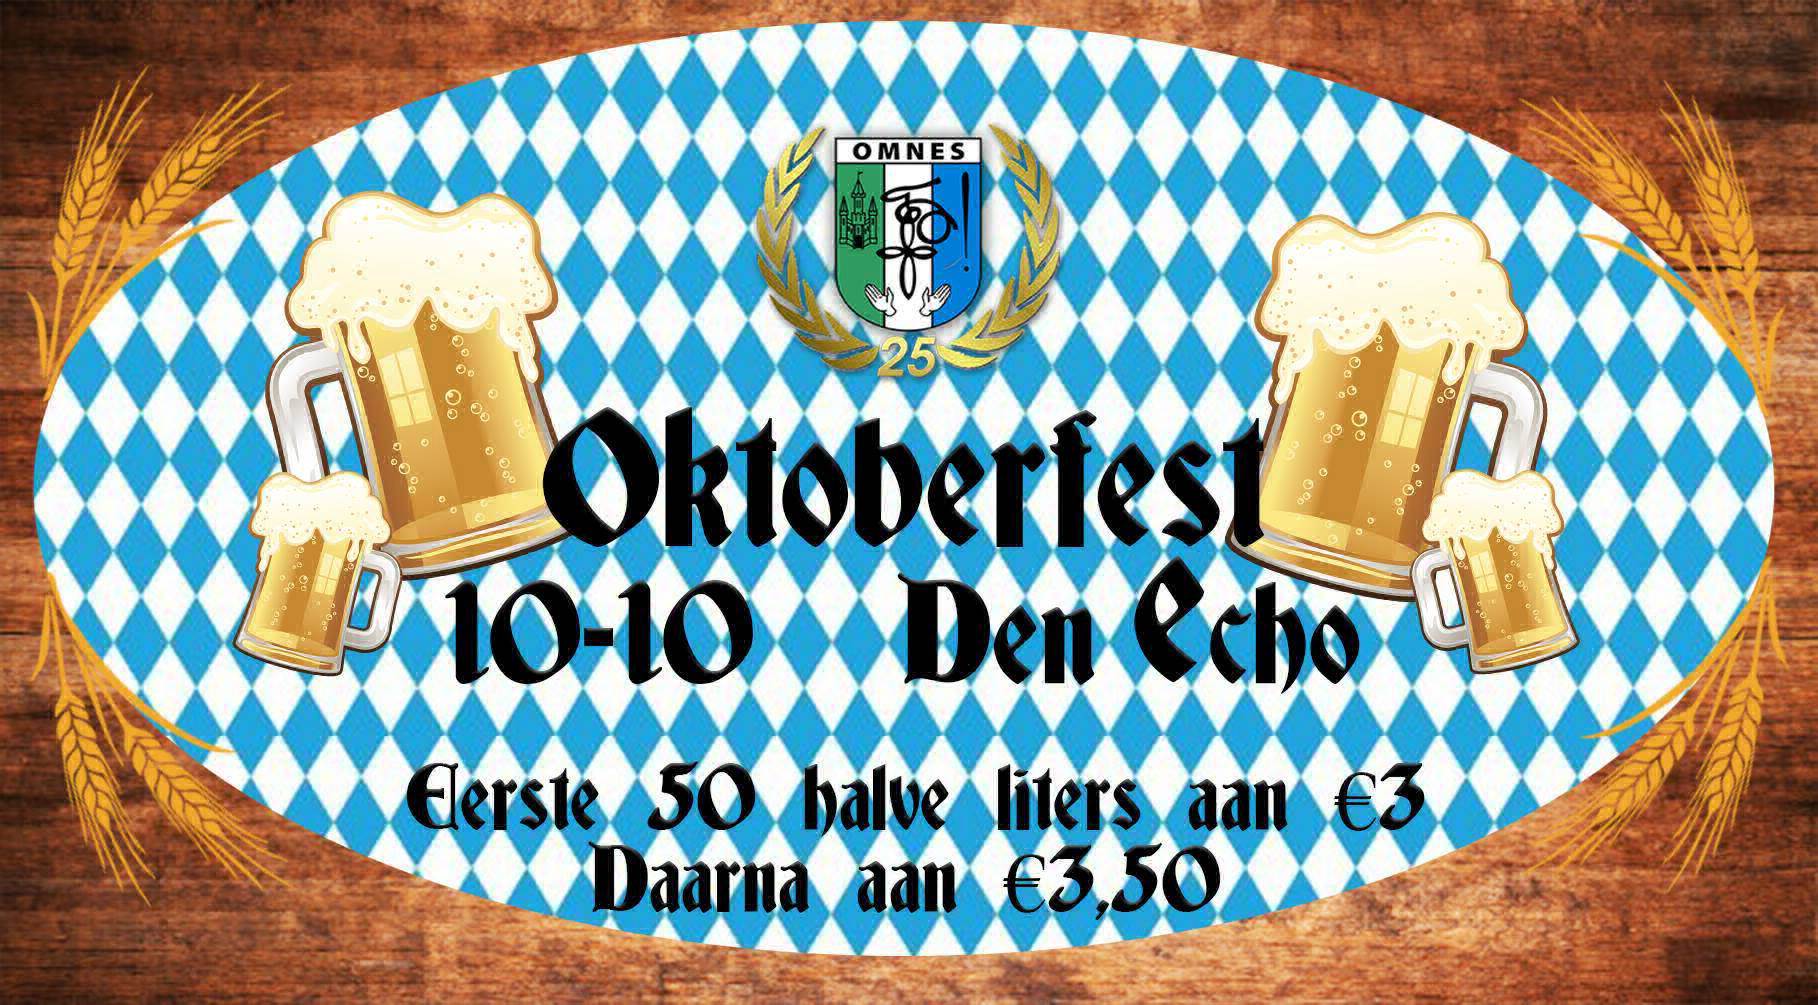 OMNES
25
Oktoberfest
10-10 Den Echo
Eerste 50 halve liters aan €3
Daarna aan €3,50